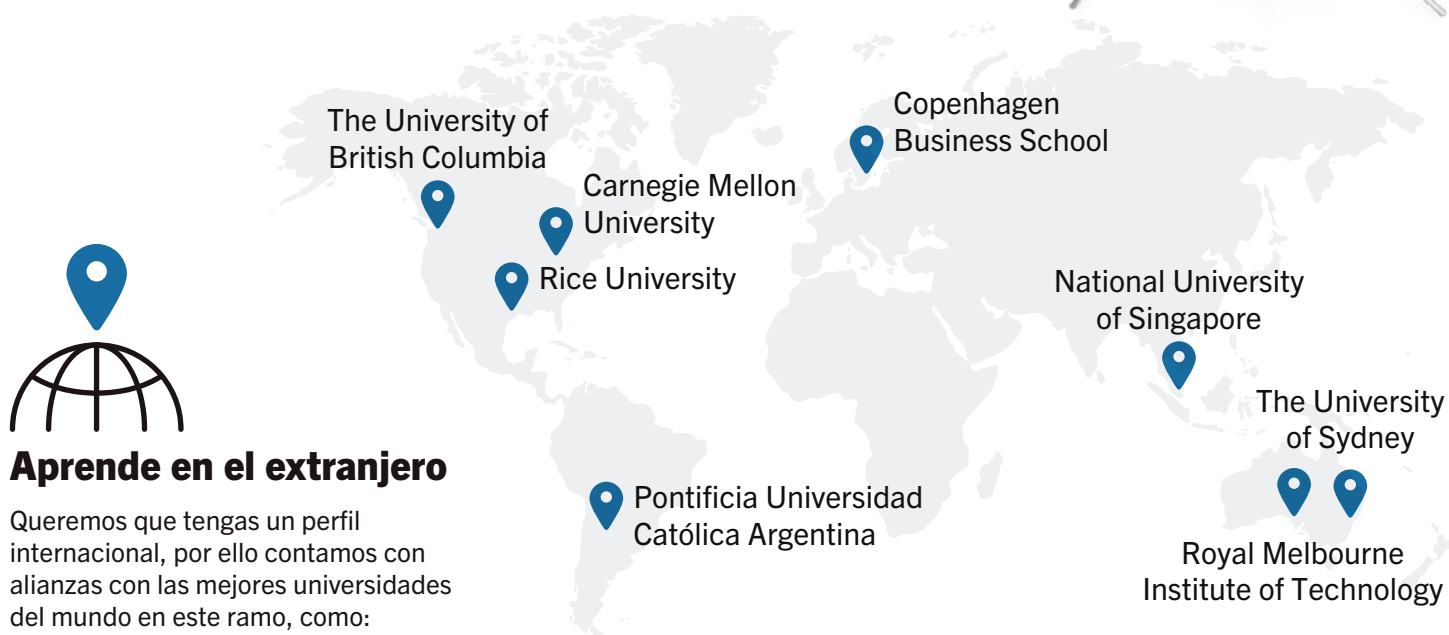 The University of
British Columbia
Carnegie Mellon
University
Rice University
Copenhagen
Business School
National University
of Singapore
The University
of Sydney
Royal Melbourne
Institute of Technology
Pontificia Universidad
Católica Argentina
Aprende en el extranjero
Queremos que tengas un perfil
internacional, por ello contamos con
alianzas con las mejores universidades
del mundo en este ramo, como: